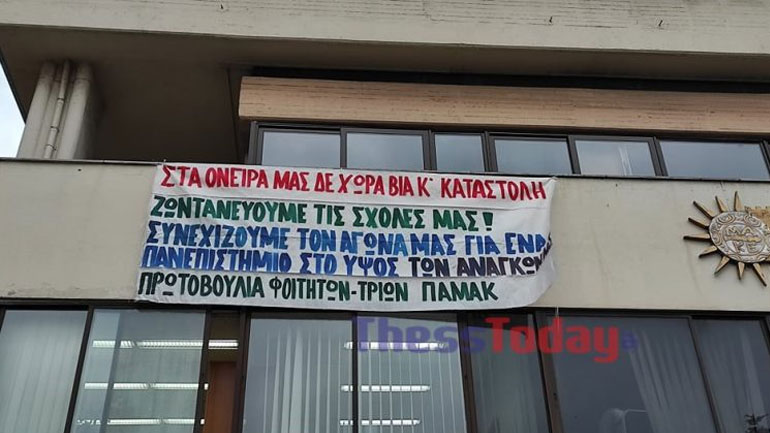 ΣΤΑ ΟΝΕΙΡΑ ΜΑΣ ΔΕ ΧΩΡΑ ΒΙΑ Κ' ΚΑΤΑΣΤΟΛΗ
ΖΩΝΤΑΝΕΥΟΥΜΕ ΤΙΣ ΣΧΟΛΕΣ ΜΑΣ!
ΣΥΝΕΧΙΖΟΥΜΕ ΤΟΝ ΑΓΩΝΑ ΜΑΣ ΓΙΑ ΕΝΑ
ΠΑΝΕΠΙΣΤΗΜΙΟ ΣΤΟ ΥΨΟΣ ΤΩΝ ΑΝΑΓΚΩΝ
ΠΡΩΤΟΒΟΥΛΙΑ ΦΟΙΤΗΤΩΝ-ΤΡΙΩΝ ΠΑΜΑΚ
ThessToday